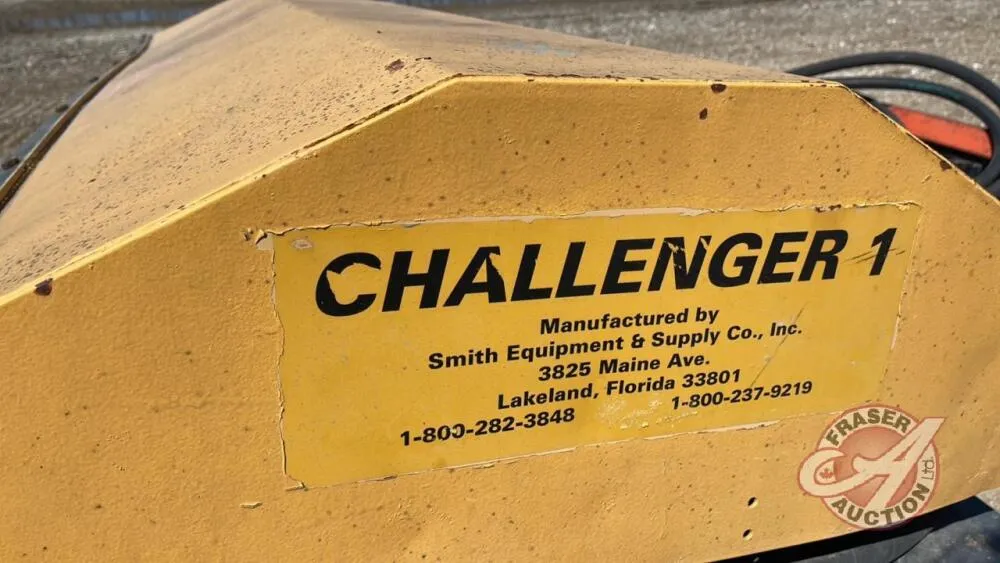 CHALLENGER 1
Manufactured by
Smith Equipment & Supply Co., Inc.
3825 Maine Ave.
Lakeland, Florida 33801
1-800-282-3848 1-800-237-9219
FRASER
A
AUCTION
Ltd.